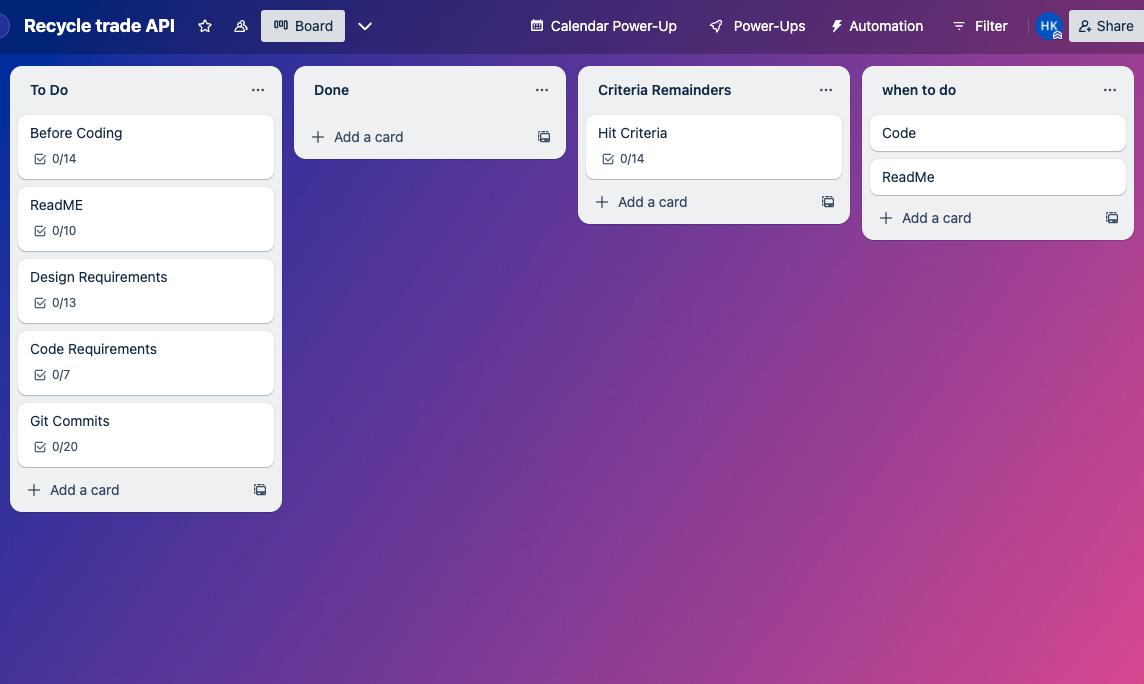 Recycle trade API
Board
Calendar Power-Up
Power-Ups
Automation
Filter
HK
Share
To Do
Before Coding
0/14
ReadME
0/10
Design Requirements
0/13
Code Requirements
0/7
Git Commits
0/20
Add a card
Done
Add a card
Criteria Remainders
Hit Criteria
0/14
Add a card
when to do
Code
ReadMe
Add a card